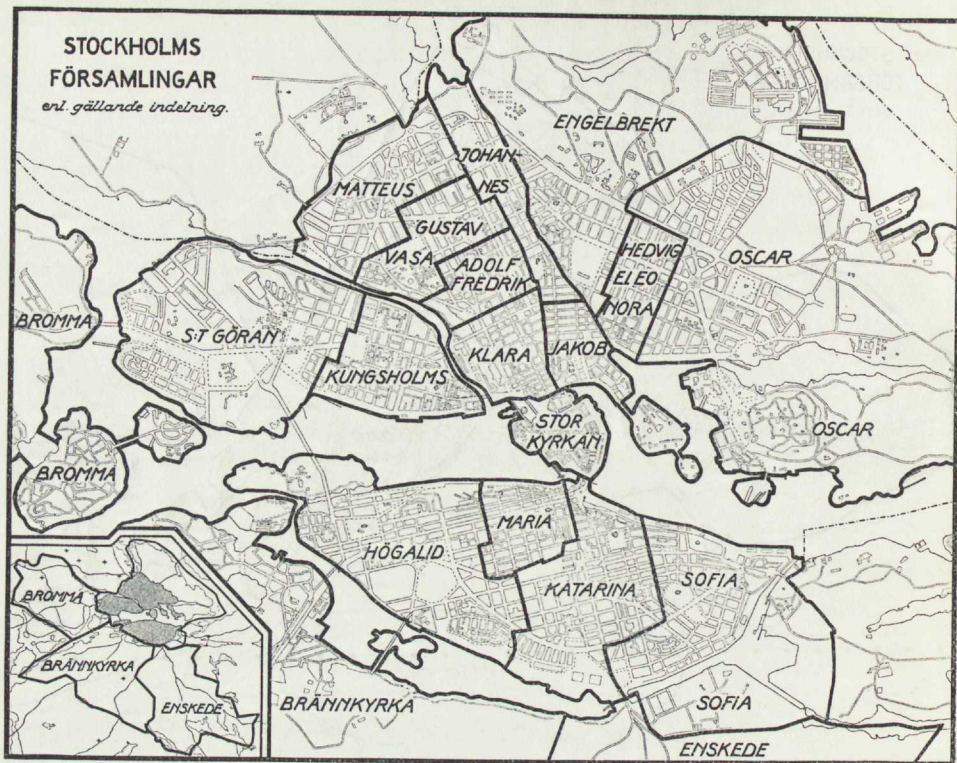 STOCKHOLMS
FÖRSAMLINGAR
enl. gällande indelning.
ENGELBREKT
JOHAN-
NES
MATTEUS
GUSTAV
VASA
ADOLF
FREDRIK
HEDVIG
ELEO
NORA
OSCAR
BROMMA
S:T GÖRAN
KUNGSHOLMS
KLARA
JAKOB
STOR
KYRKAN
OSCAR
BROMMA
MARIA
HÖGALID
KATARINA
SOFIA
BROMMA
BRÄNNKYRKA
ENSKEDE
BRÄNNKYRKA
SOFIA
ENSKEDE